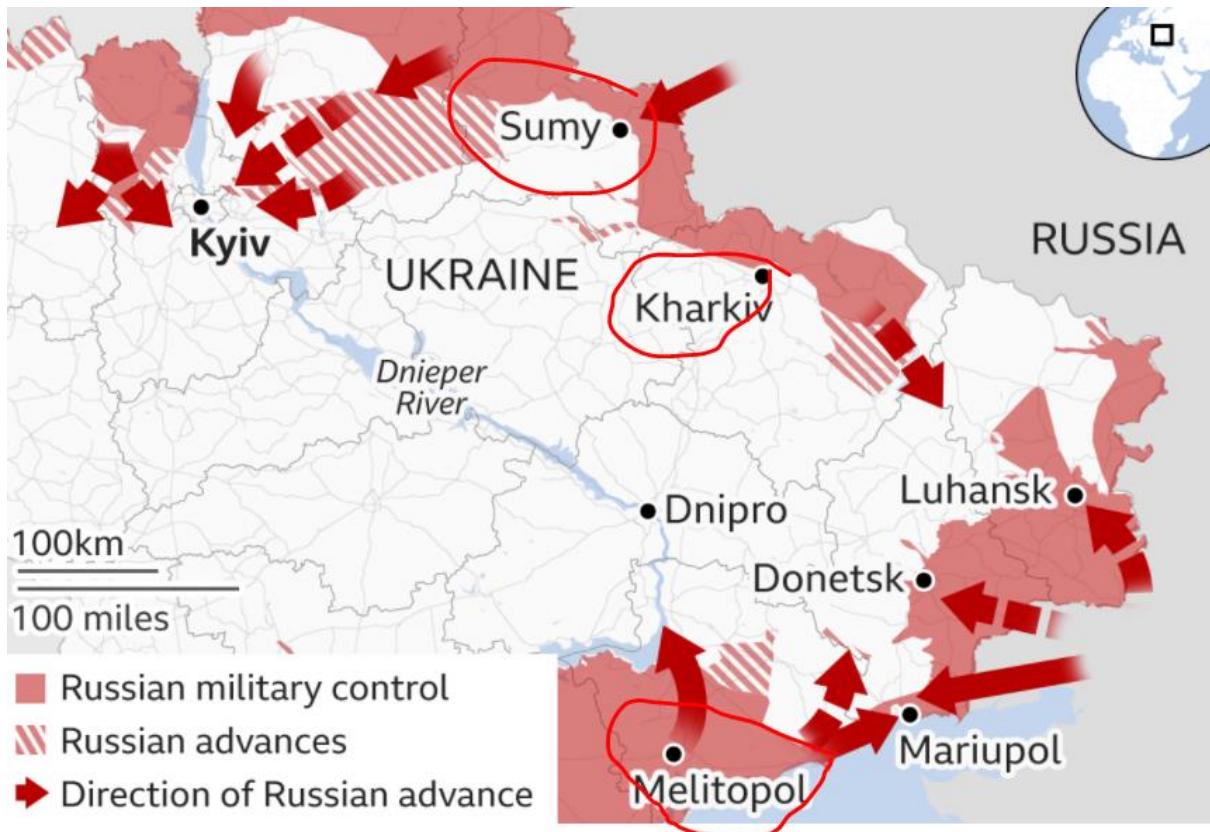 Sumy
Kyiv
UKRAINE
RUSSIA
Kharkiv
Dnieper
River
Luhansk
Dnipro
100km
Donetsk
100 miles
Russian military control
Russian advances
Mariupol
Melitopol
Direction of Russian advance